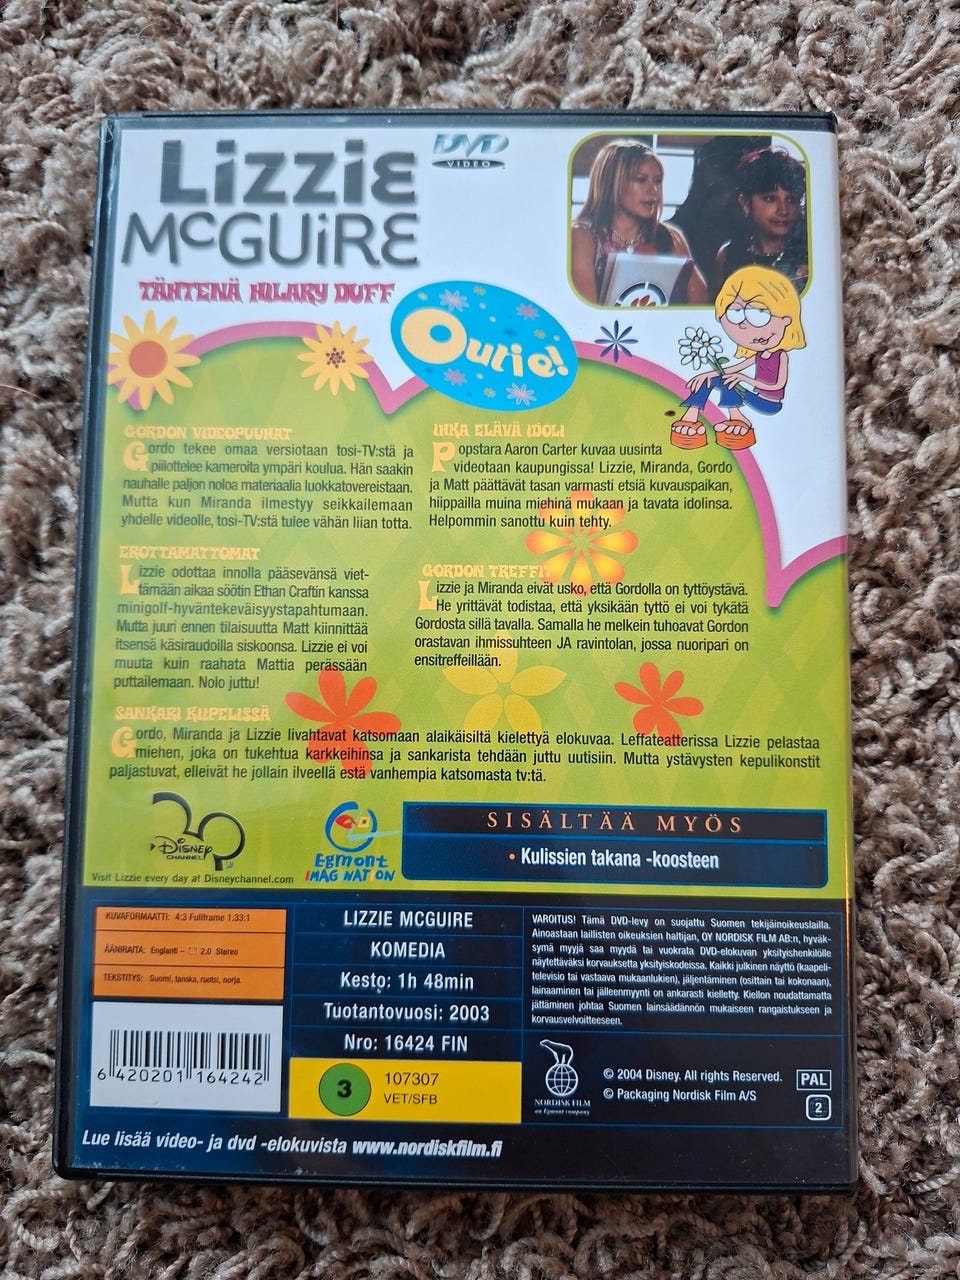 Lizzie
McGuire
DVD
VIDEO
TÄHTENÄ HILARY DUFF
Outie!
GORDON VIDEOPUUHAT
Gordo tekee omaa versiotaan tosi-TV:stä ja
piilottelee kameroita ympäri koulua. Hän saakin
nauhalle paljon noloa materiaalia luokkatovereistaan.
Mutta kun Miranda ilmestyy seikkailemaan
yhdelle videolle, tosi-TV:stä tulee vähän liian totta.
IHKA ELÄVÄ IDOLI
Popstara Aaron Carter kuvaa uusinta
videotaan kaupungissa! Lizzie, Miranda, Gordo
ja Matt päättävät tasan varmasti etsiä kuvauspaikan,
hiippailla muina miehinä mukaan ja tavata idolinsa.
Helpommin sanottu kuin tehty.
EROTTAMATTOMAT
Lizzie odottaa innolla pääsevänsä viet-
tämään aikaa söötin Ethan Craftin kanssa
minigolf-hyväntekeväisyystapahtumaan.
Mutta juuri ennen tilaisuutta Matt kiinnittää
itsensä käsiraudoilla siskoonsa. Lizzie ei voi
muuta kuin raahata Mattia perässään
puttailemaan. Nolo juttu!
GORDON TREFFIT
Lizzie ja Miranda eivät usko, että Gordolla on tyttöystävä.
He yrittävät todistaa, että yksikään tyttö ei voi tykätä
Gordosta sillä tavalla. Samalla he melkein tuhoavat Gordon
orastavan ihmissuhteen JA ravintolan, jossa nuoripari on
ensitreffeillään.
SANKARI KIIPELISSÄ
Gordo, Miranda ja Lizzie livahtavat katsomaan alaikäisiltä kiellettyä elokuvaa. Leffateatterissa Lizzie pelastaa
miehen, joka on tukehtua karkkeihinsa ja sankarista tehdään juttu uutisiin. Mutta ystävysten kepulikonstit
paljastuvat, elleivät he jollain ilveellä estä vanhempia katsomasta tv:tä.
Disney
CHANNEL
SM
Visit Lizzie every day at Disneychannel.com
Egmont
IMAGINATION
SISÄLTÄÄ MYÖS
• Kulissien takana -koosteen
KUVAFORMAATTI: 4:3 Fullframe 1.33:1
ÄÄNIRAITA: Englanti – 2.0 Stereo
TEKSTITYS: Suomi, tanska, ruotsi, norja.
6 420201 164242
LIZZIE MCGUIRE
KOMEDIA
Kesto: 1h 48min
Tuotantovuosi: 2003
Nro: 16424 FIN
3
107307
VET/SFB
VAROITUS! Tämä DVD-levy on suojattu Suomen tekijäinoikeuslailla.
Ainoastaan laillisten oikeuksien haltijan, OY NORDISK FILM AB:n, hyväk-
symä myyjä saa myydä tai vuokrata DVD-elokuvan yksityishenkilölle
näytettäväksi korvauksetta yksityiskodeissa. Kaikki julkinen näyttö (kaapeli-
televisio tai vastaava mukaanlukien), jäljentäminen (osittain tai kokonaan),
lainaaminen tai jälleenmyynti on ankarasti kielletty. Kiellon noudattamatta
jättäminen johtaa Suomen lainsäädännön mukaiseen rangaistukseen ja
korvausvelvoitteeseen.
NORDISK FILM
an Egmont company
© 2004 Disney. All rights Reserved.
© Packaging Nordisk Film A/S
PAL
2
Lue lisää video- ja dvd -elokuvista www.nordiskfilm.fi